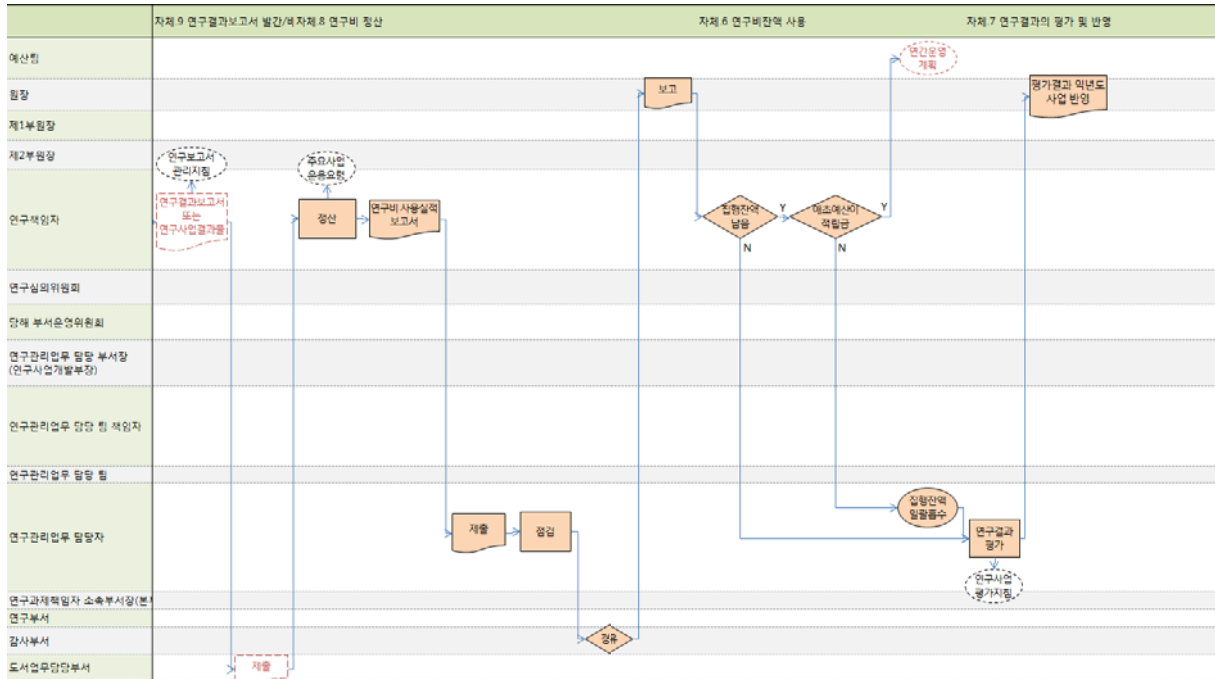 자체.9 연구결과보고서 발간/비자체.8 연구비 정산
자체.6 연구비잔액 사용
자체.7 연구결과의 평가 및 반영
예산팀
연간운영
계획
원장
보고
평가결과 익년도
사업 반영
제1부원장
제2부원장
연구보고서
관리지침
주요사업
운용요령
연구책임자
연구결과보고서
또는
연구사업결과물
정산
연구비 사용실적
보고서
집행잔액
남음
Y
애초예산이
적립금
Y
N
N
연구심의위원회
당해 부서운영위원회
연구관리업무 담당 부서장
(연구사업개발부장)
연구관리업무 담당 팀 책임자
연구관리업무 담당 팀
연구관리업무 담당자
제출
점검
집행잔액
일괄흡수
연구결과
평가
연구사업
평가지침
연구과제책임자 소속부서장(본
연구부서
감사부서
경유
도서업무담당부서
제출